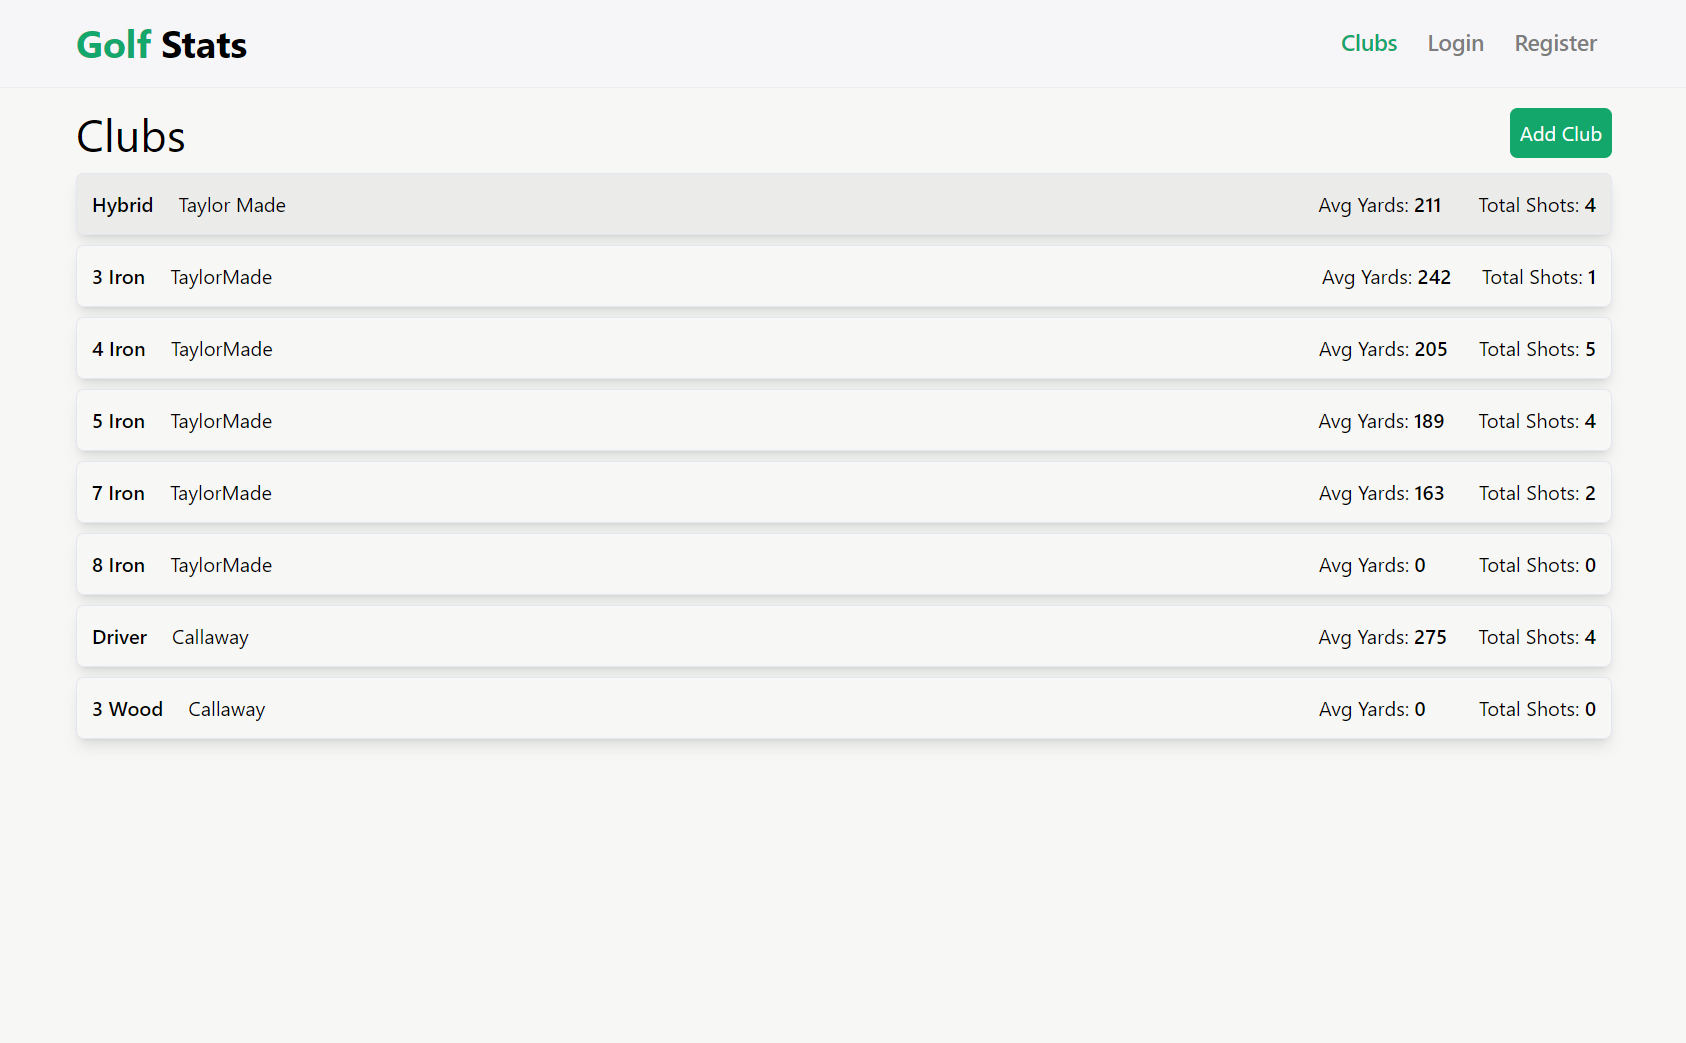 Golf Stats Clubs Login Register
Clubs Add Club
Hybrid Taylor Made Avg Yards: 211 Total Shots: 4
3 Iron TaylorMade Avg Yards: 242 Total Shots: 1
4 Iron TaylorMade Avg Yards: 205 Total Shots: 5
5 Iron TaylorMade Avg Yards: 189 Total Shots: 4
7 Iron TaylorMade Avg Yards: 163 Total Shots: 2
8 Iron TaylorMade Avg Yards: 0 Total Shots: 0
Driver Callaway Avg Yards: 275 Total Shots: 4
3 Wood Callaway Avg Yards: 0 Total Shots: 0